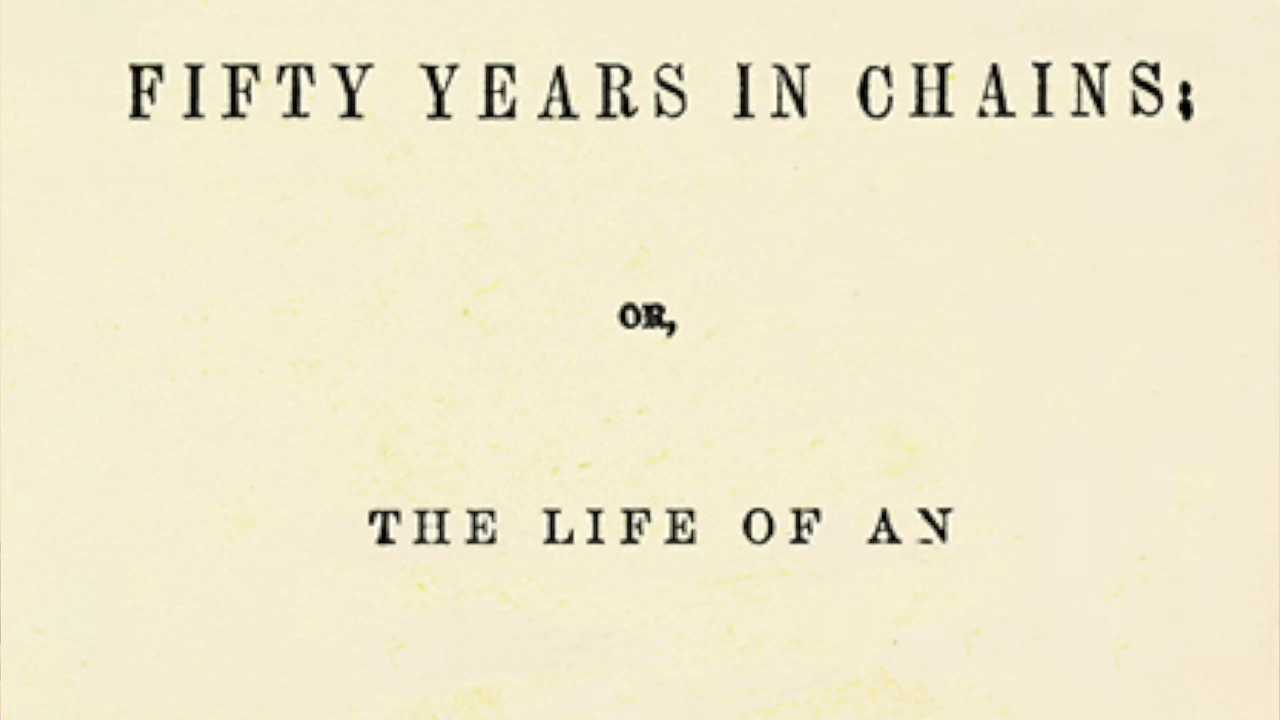 FIFTY YEARS IN CHAINS;
OR,
THE LIFE OF AN